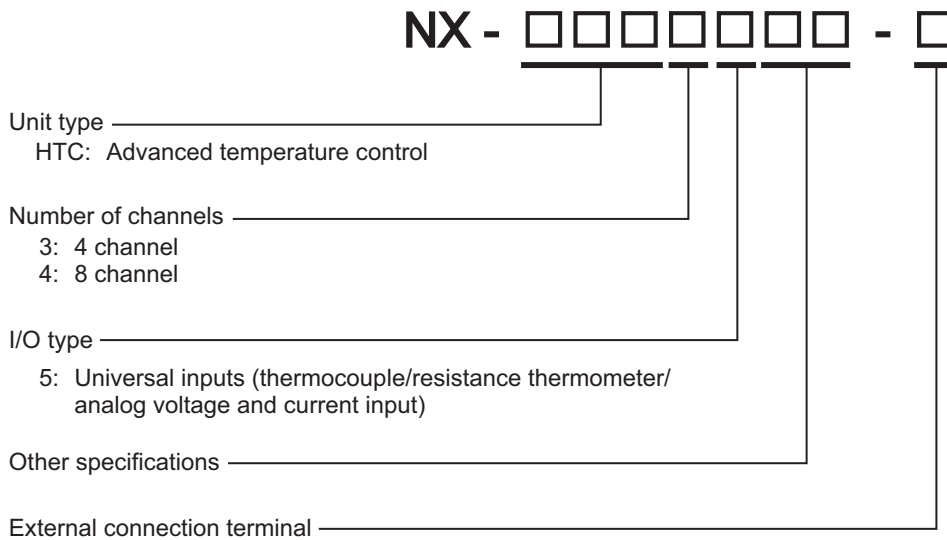 NX - □□□□□□□ - □
Unit type
HTC: Advanced temperature control
Number of channels
3: 4 channel
4: 8 channel
I/O type
5: Universal inputs (thermocouple/resistance thermometer/
analog voltage and current input)
Other specifications
External connection terminal